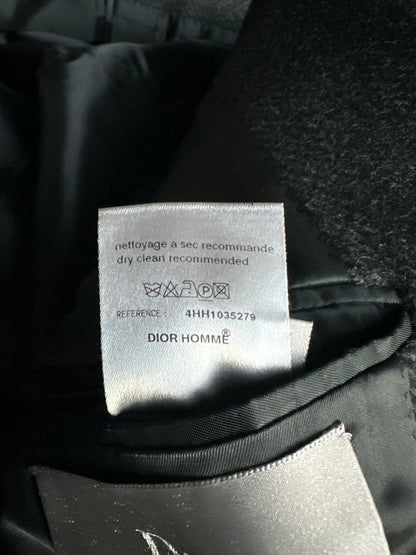 nettoyage a sec recommande
dry clean recommended
P
REFERENCE : 4HH1035279
DIOR HOMME®